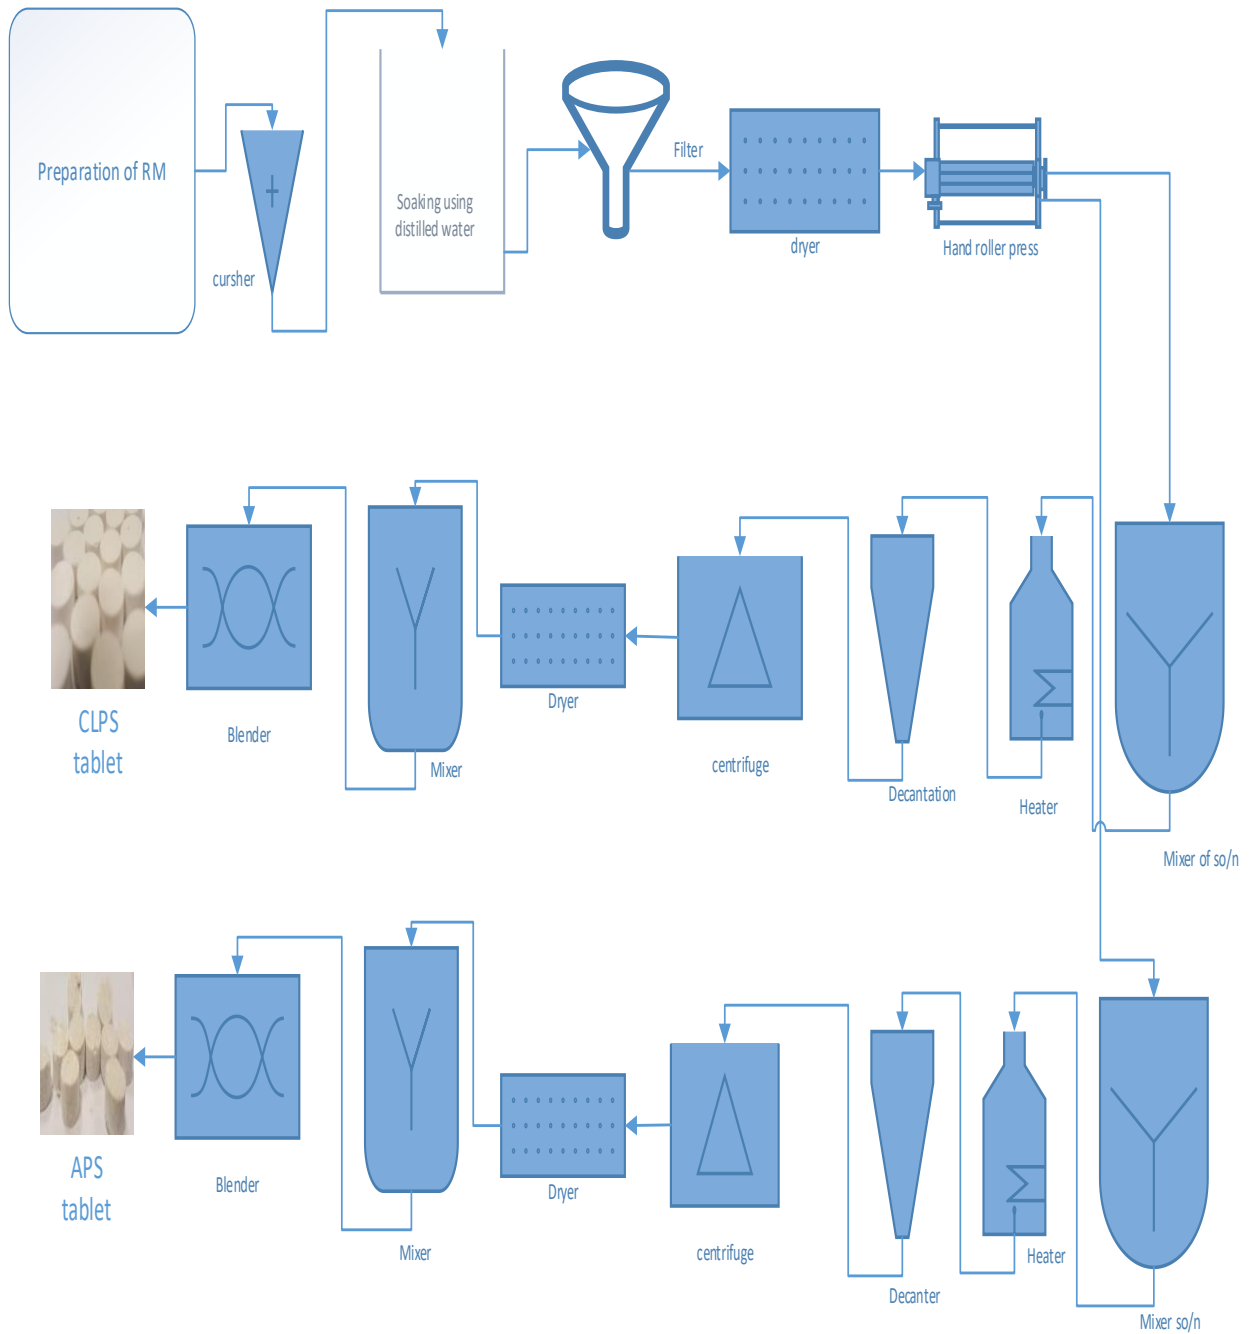 Preparation of RM
cursher
Soaking using
distilled water
Filter
dryer
Hand roller press
CLPS
tablet
Blender
Mixer
Dryer
centrifuge
Decantation
Heater
Mixer of so/n
APS
tablet
Blender
Mixer
Dryer
centrifuge
Decanter
Heater
Mixer so/n